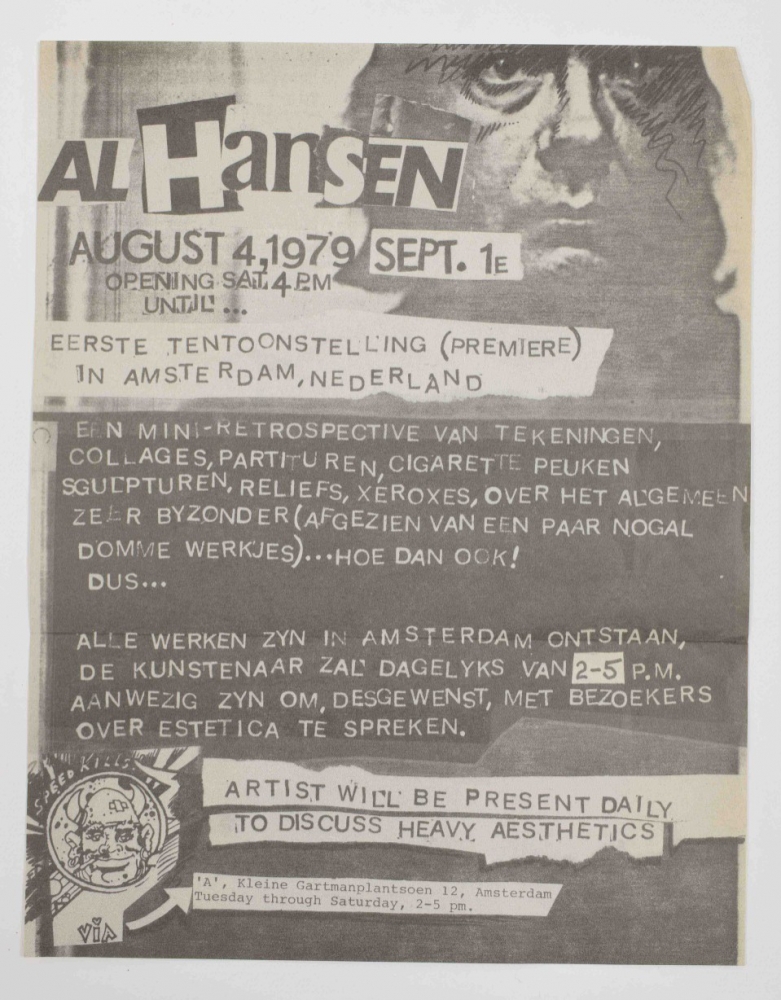 AL HanSEN
AUGUST 4,1979 SEPT. 1E
OPENING SAT. 4 P.M
UNTIL ...
EERSTE TENTOONSTELLING (PREMIERE)
IN AMSTERDAM, NEDERLAND
EEN MINI-RETROSPECTIVE VAN TEKENINGEN,
COLLAGES, PARTITUREN, CIGARETTE PEUKEN
SGULPTUREN, RELIEFS, XEROXES, OVER HET ALGEMEEN
ZEER BYZONDER (AFGEZIEN VAN EEN PAAR NOGAL
DOMME WERKJES)...HOE DAN OOK!
DUS...
ALLE WERKEN ZYN IN AMSTERDAM ONTSTAAN,
DE KUNSTENAAR ZAL DAGELYKS VAN 2-5 P.M.
AANWEZIG ZYN OM, DESGEWENST, MET BEZOEKERS
OVER ESTETICA TE SPREKEN.
SPEED KILLS
ARTIST WILL BE PRESENT DAILY
TO DISCUSS HEAVY AESTHETICS
'A', Kleine Gartmanplantsoen 12, Amsterdam
Tuesday through Saturday, 2-5 pm.
ViA